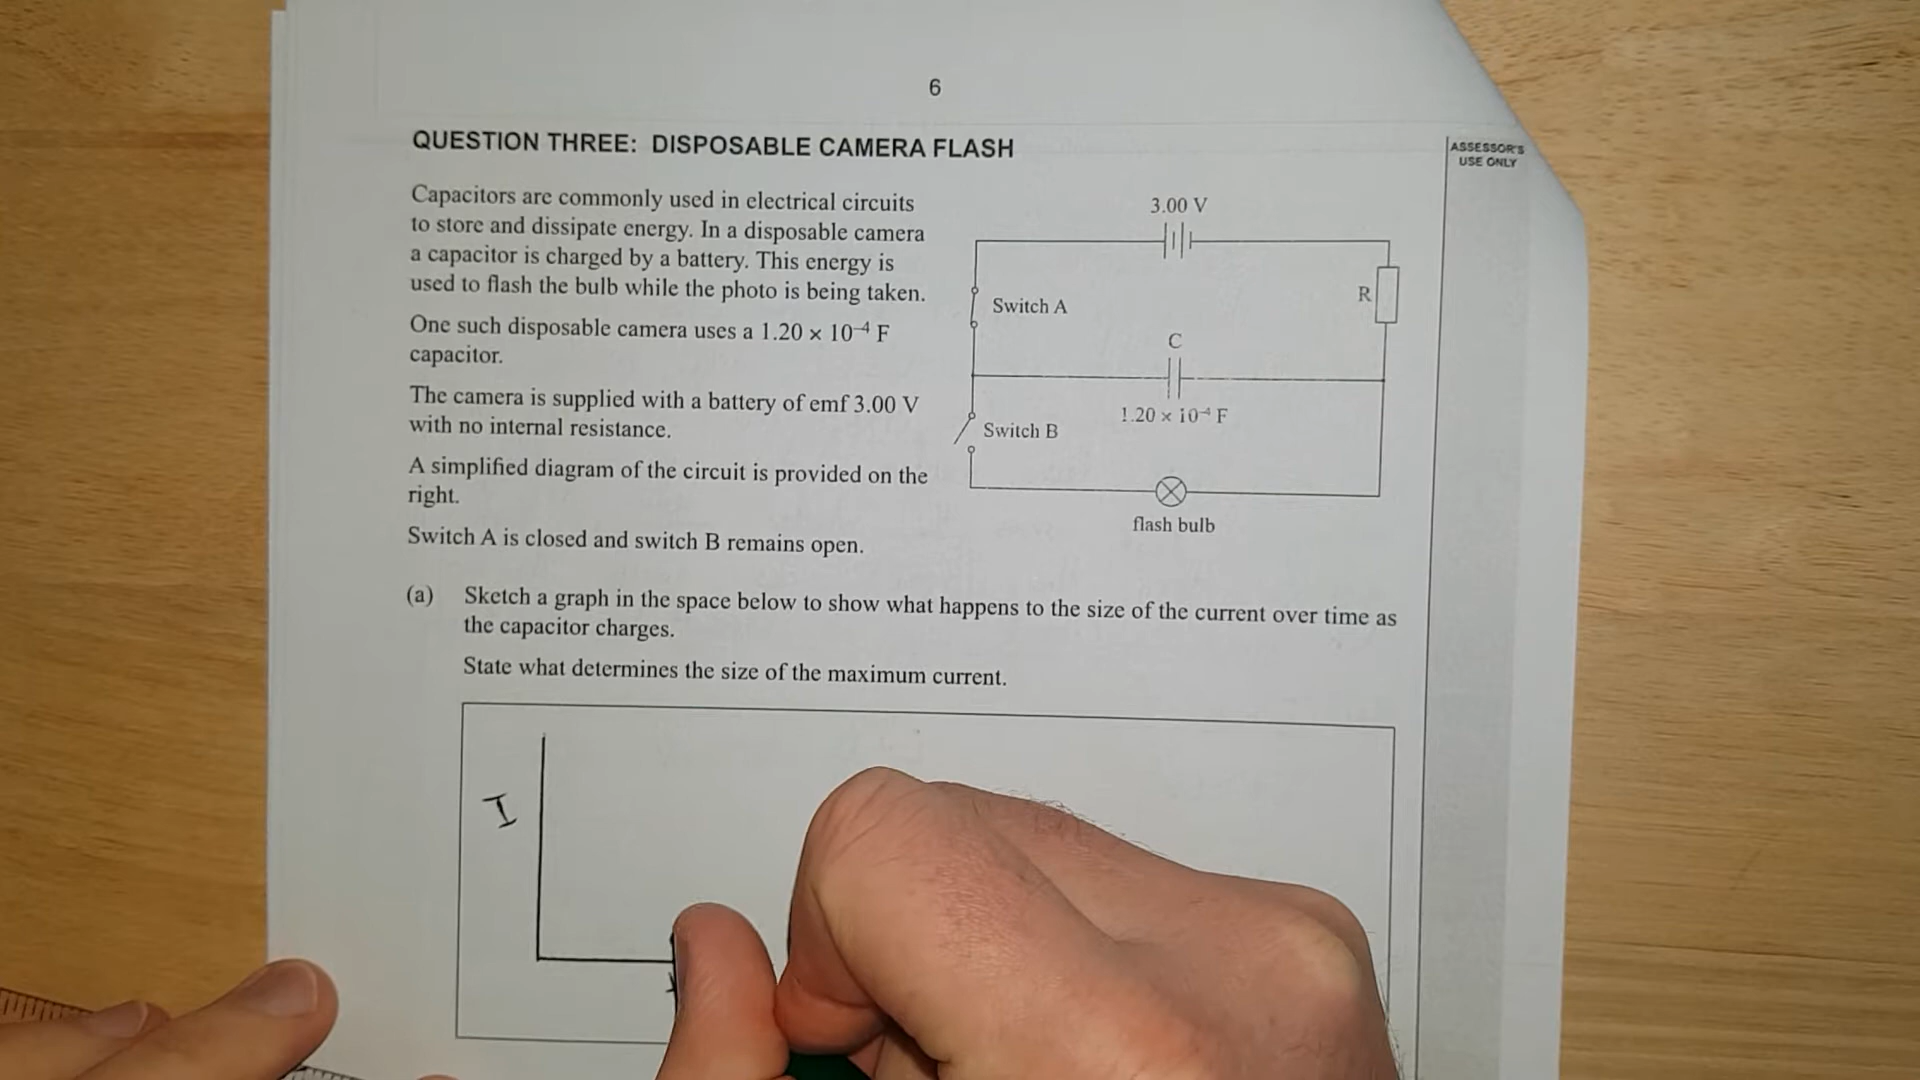 6
QUESTION THREE: DISPOSABLE CAMERA FLASH
ASSESSOR'S
USE ONLY
Capacitors are commonly used in electrical circuits
to store and dissipate energy. In a disposable camera
a capacitor is charged by a battery. This energy is
used to flash the bulb while the photo is being taken.
One such disposable camera uses a 1.20 × 10⁻⁴ F
capacitor.
The camera is supplied with a battery of emf 3.00 V
with no internal resistance.
A simplified diagram of the circuit is provided on the
right.
Switch A is closed and switch B remains open.
3.00 V
R
Switch A
C
1.20 × 10⁻⁴ F
Switch B
flash bulb
(a) Sketch a graph in the space below to show what happens to the size of the current over time as
the capacitor charges.
State what determines the size of the maximum current.
I